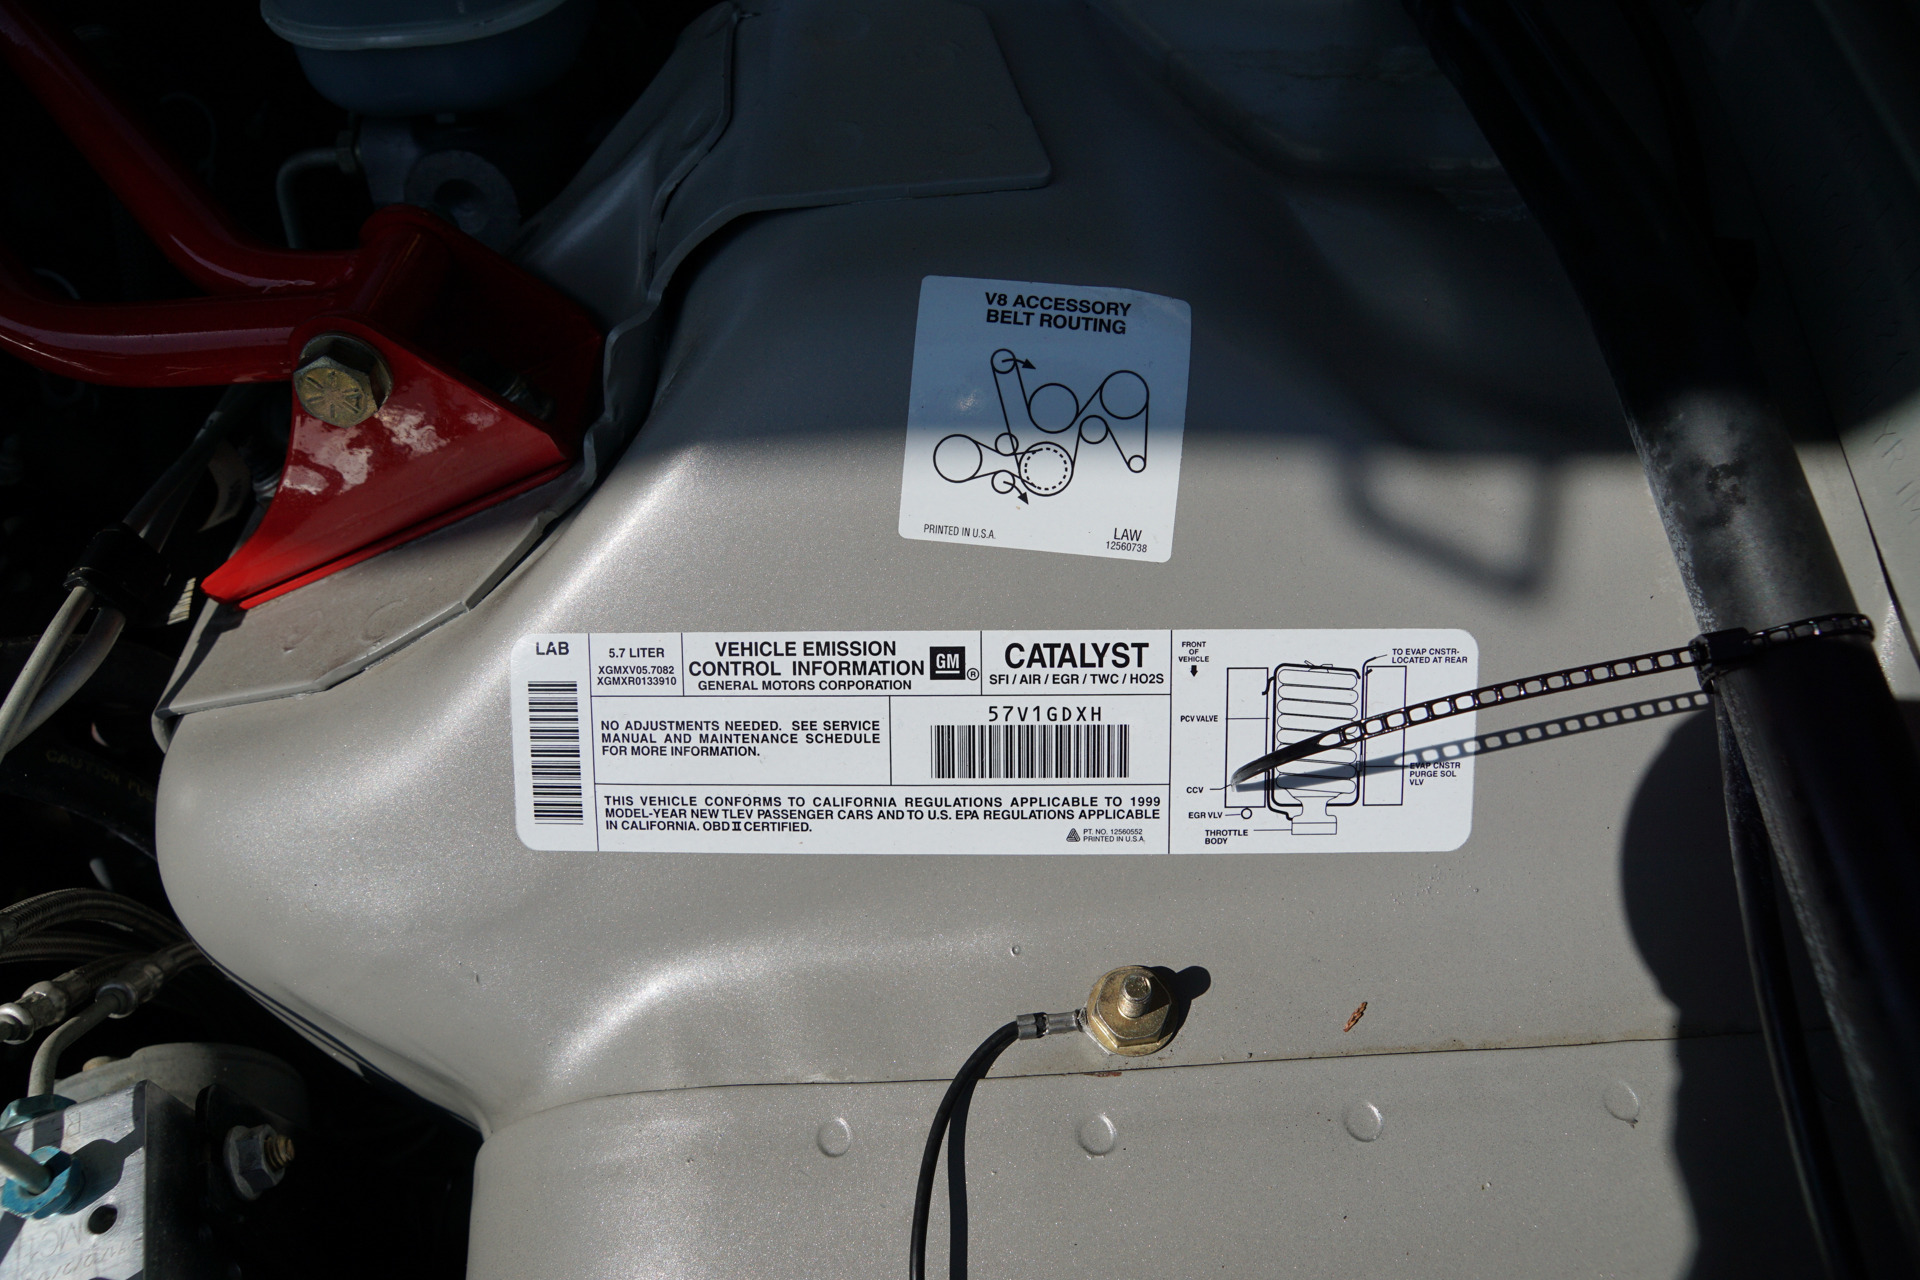 V8 ACCESSORY
BELT ROUTING
PRINTED IN U.S.A.
LAW
12560738
LAB
5.7 LITER
XGMXV05.7082
XGMXR0133910
VEHICLE EMISSION
CONTROL INFORMATION
GENERAL MOTORS CORPORATION
GM ®
CATALYST
SFI / AIR / EGR / TWC / HO2S
NO ADJUSTMENTS NEEDED. SEE SERVICE
MANUAL AND MAINTENANCE SCHEDULE
FOR MORE INFORMATION.
57V1GDXH
THIS VEHICLE CONFORMS TO CALIFORNIA REGULATIONS APPLICABLE TO 1999
MODEL-YEAR NEW TLEV PASSENGER CARS AND TO U.S. EPA REGULATIONS APPLICABLE
IN CALIFORNIA. OBD II CERTIFIED.
PT. NO. 12560552
PRINTED IN U.S.A.
FRONT
OF
VEHICLE
TO EVAP CNSTR-
LOCATED AT REAR
PCV VALVE
EVAP CNSTR
PURGE SOL
VLV
CCV
EGR VLV
THROTTLE
BODY
CAUTION